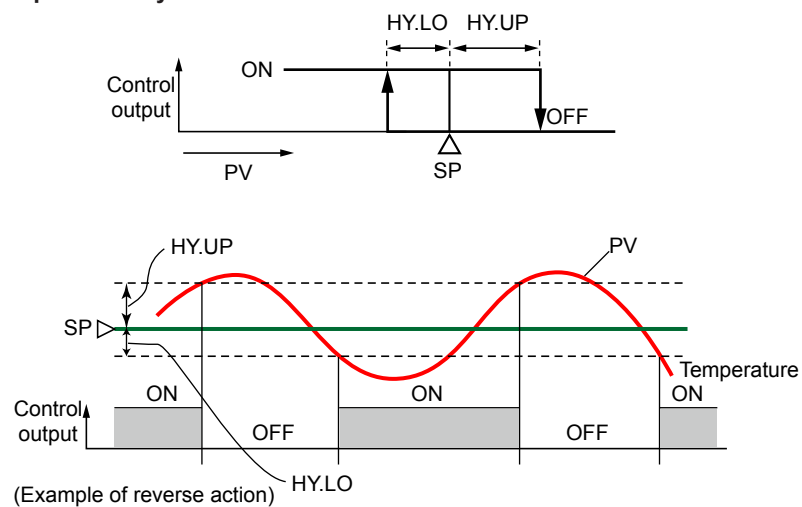 HY.LO HY.UP
ON
Control
output
OFF
PV
SP
HY.UP
PV
SP
Temperature
ON
ON
ON
Control
output
OFF
OFF
HY.LO
(Example of reverse action)